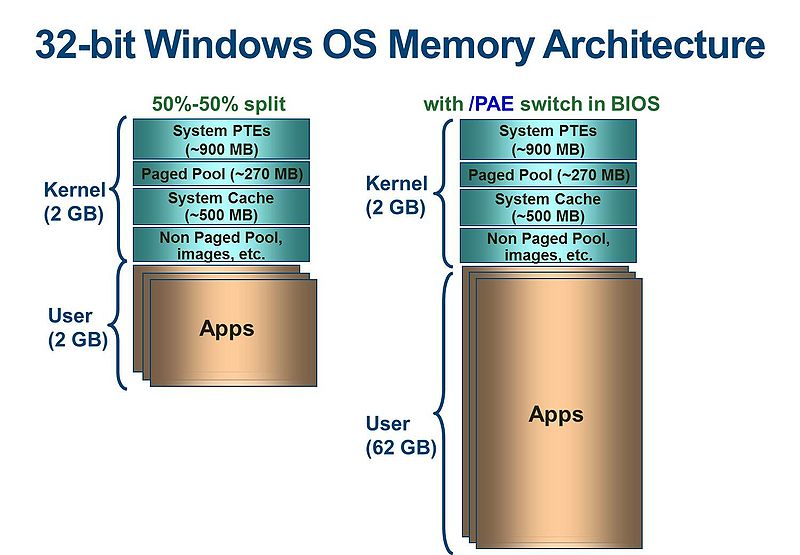 32-bit Windows OS Memory Architecture
50%-50% split
System PTEs
(~900 MB)
Paged Pool (~270 MB)
System Cache
(~500 MB)
Non Paged Pool,
images, etc.
Kernel
(2 GB)
User
(2 GB)
Apps
with /PAE switch in BIOS
System PTEs
(~900 MB)
Paged Pool (~270 MB)
System Cache
(~500 MB)
Non Paged Pool,
images, etc.
Kernel
(2 GB)
User
(62 GB)
Apps